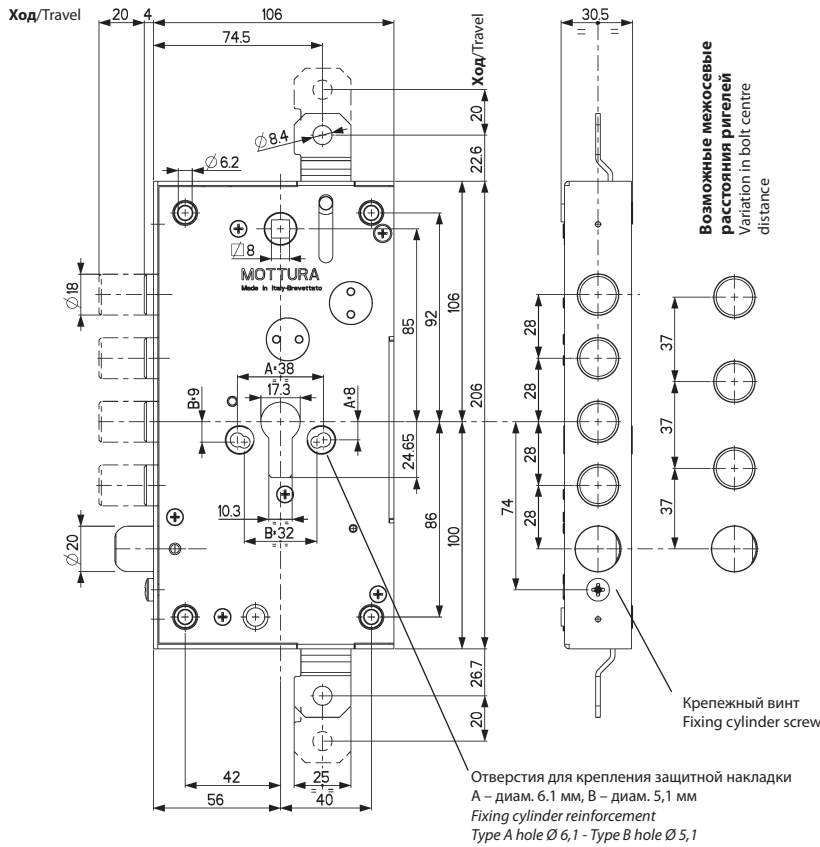 Ход/Travel
20
4
106
30.5
74.5
Ход/Travel
20
22.6
Ø8.4
Ø6.2
8
MOTTURA
Made in Italy-Brevettato
Ø18
85
92
106
206
A=38
17.3
B=9
A=8
24.65
86
100
10.3
B=32
Ø20
26.7
20
42
25
56
40
28
28
28
28
74
37
37
37
Возможные межосевые
расстояния ригелей
Variation in bolt centre
distance
Крепежный винт
Fixing cylinder screw
Отверстия для крепления защитной накладки
А – диам. 6.1 мм, В – диам. 5,1 мм
Fixing cylinder reinforcement
Type A hole Ø 6,1 - Type B hole Ø 5,1